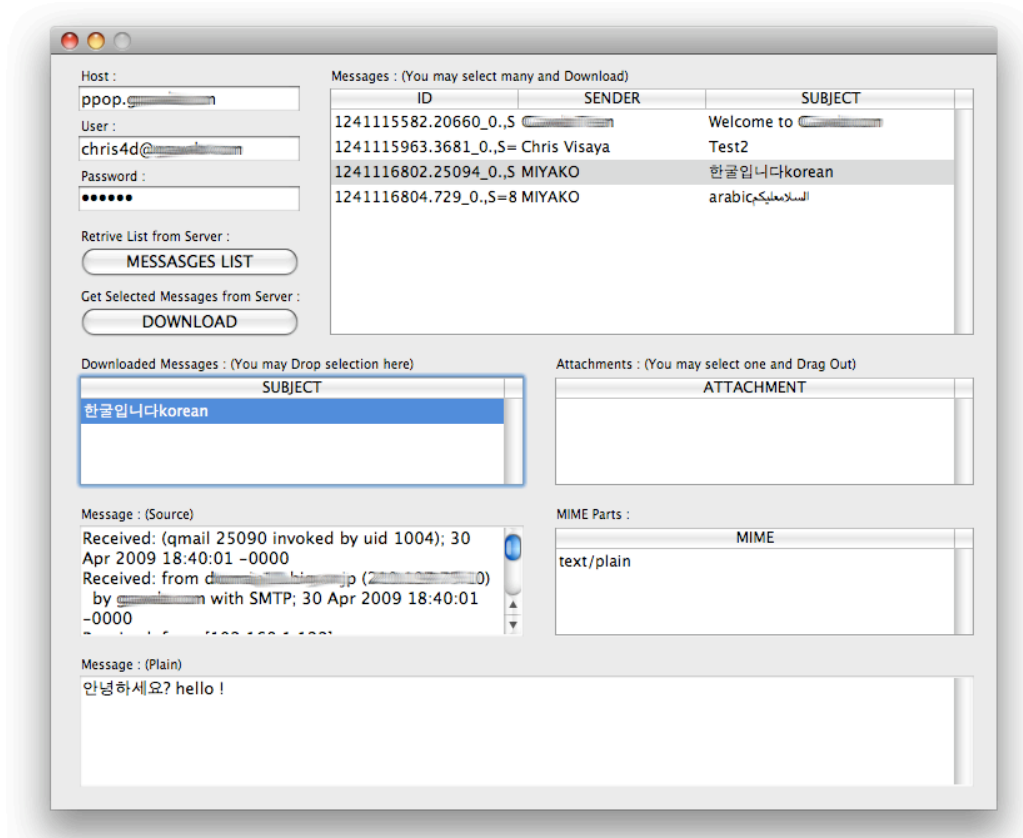 Host :
ppop.g
User :
chris4d@
Password :
••••••
Retrive List from Server :
MESSASGES LIST
Get Selected Messages from Server :
DOWNLOAD
Messages : (You may select many and Download)
ID SENDER SUBJECT
1241115582.20660_0.,S Welcome to
1241115963.3681_0.,S= Chris Visaya Test2
1241116802.25094_0.,S MIYAKO 한굴입니다korean
1241116804.729_0.,S=8 MIYAKO arabicالسلامعليكم
Downloaded Messages : (You may Drop selection here)
SUBJECT
한굴입니다korean
Attachments : (You may select one and Drag Out)
ATTACHMENT
Message : (Source)
Received: (qmail 25090 invoked by uid 1004); 30
Apr 2009 18:40:01 -0000
Received: from jp ( 0)
by with SMTP; 30 Apr 2009 18:40:01
-0000
MIME Parts :
MIME
text/plain
Message : (Plain)
안녕하세요? hello !